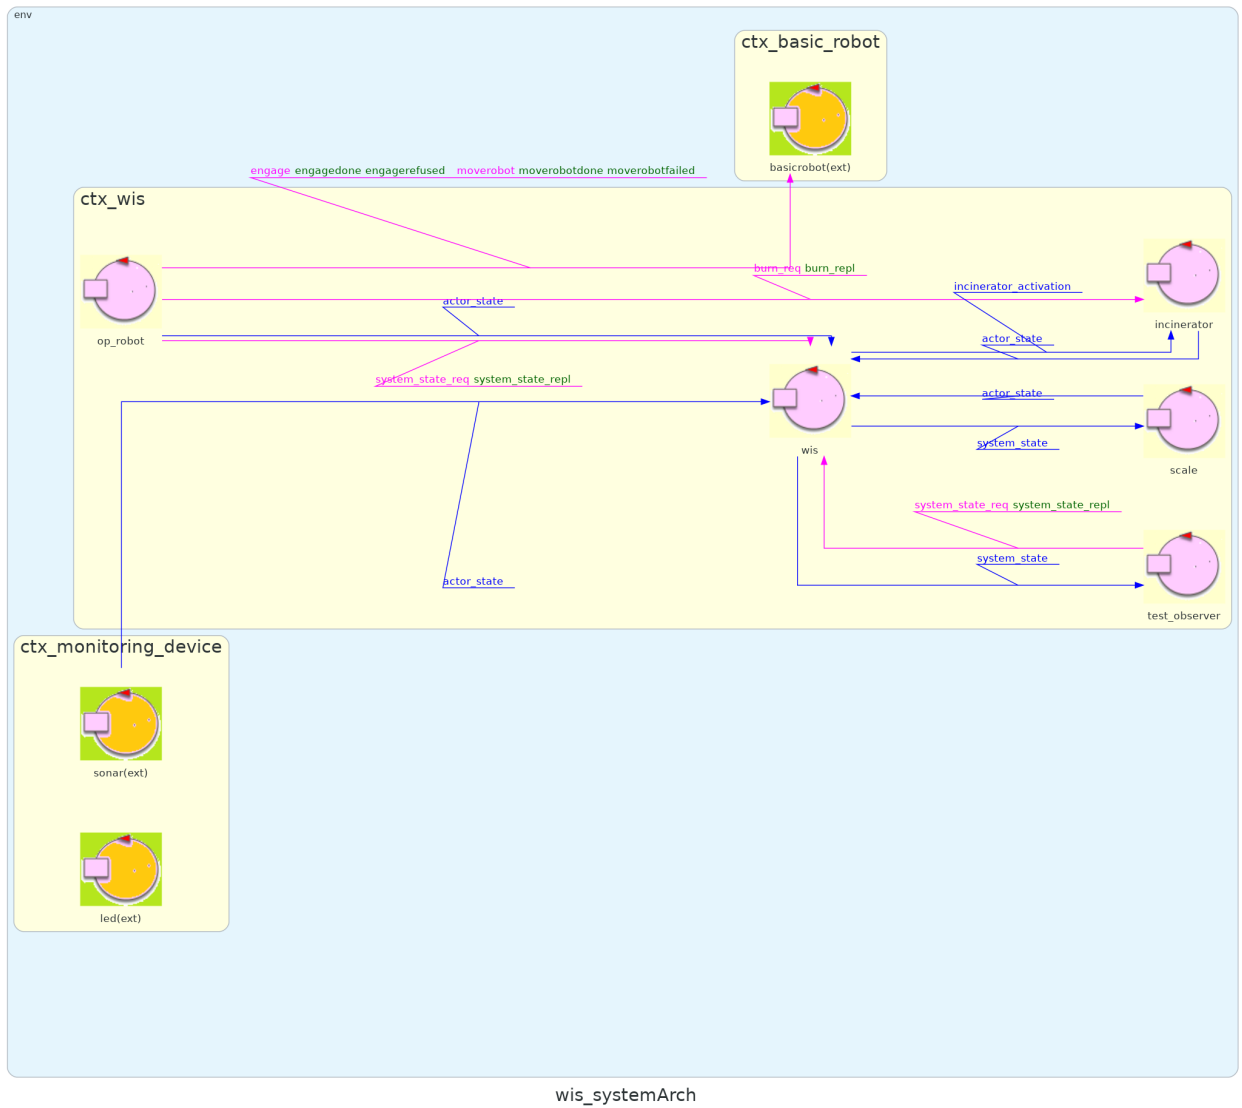 env
ctx_basic_robot
basicrobot(ext)
engage engagedone engagerefused moverobot moverobotdone moverobotfailed
ctx_wis
burn_req burn_repl
incinerator_activation
actor_state
incinerator
op_robot
actor_state
system_state_req system_state_repl
actor_state
system_state
wis
scale
system_state_req system_state_repl
system_state
actor_state
test_observer
ctx_monitoring_device
sonar(ext)
led(ext)
wis_systemArch